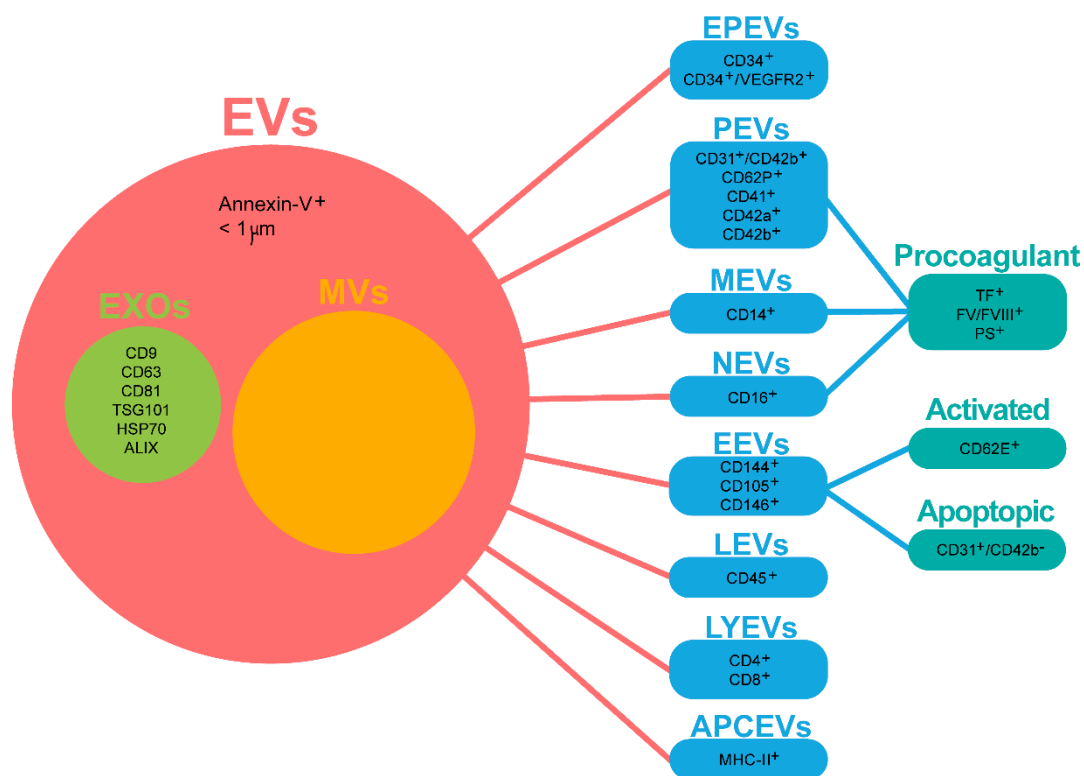 EVs
Annexin-V⁺
< 1μm
EXOs
CD9
CD63
CD81
TSG101
HSP70
ALIX
MVs
EPEVs
CD34⁺
CD34⁺/VEGFR2⁺
PEVs
CD31⁺/CD42b⁺
CD62P⁺
CD41⁺
CD42a⁺
CD42b⁺
MEVs
CD14⁺
NEVs
CD16⁺
EEVs
CD144⁺
CD105⁺
CD146⁺
LEVs
CD45⁺
LYEVs
CD4⁺
CD8⁺
APCEVs
MHC-II⁺
Procoagulant
TF⁺
FV/FVIII⁺
PS⁺
Activated
CD62E⁺
Apoptopic
CD31⁺/CD42b⁻